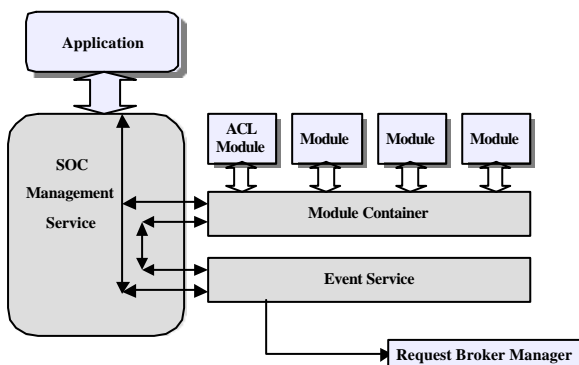 Application
SOC
Management
Service
ACL
Module
Module
Module
Module
Module Container
Event Service
Request Broker Manager